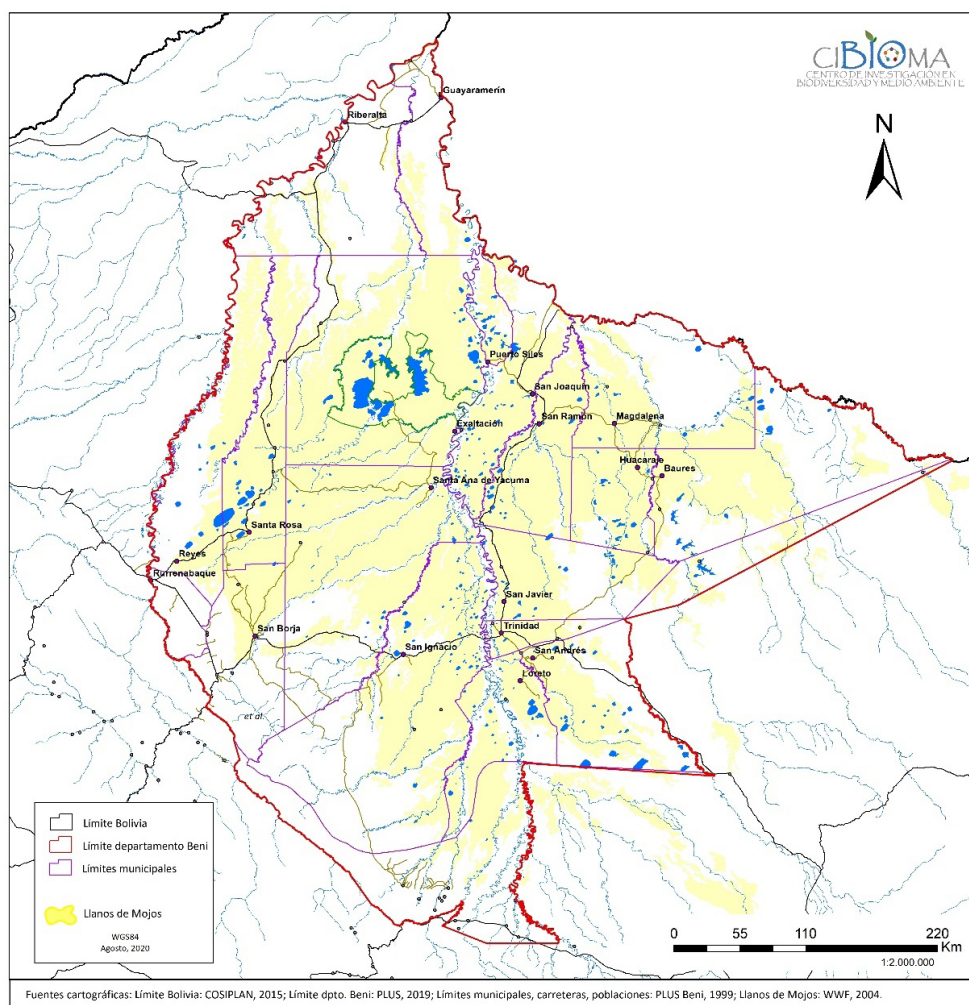 CIBIOMA
CENTRO DE INVESTIGACIÓN EN
BIODIVERSIDAD Y MEDIO AMBIENTE
N
Guayaramerín
Riberalta
Puerto Siles
San Joaquín
San Ramón
Magdalena
Exaltación
Huacaraje
Baures
Santa Ana de Yacuma
Santa Rosa
Reyes
Rurrenabaque
San Javier
Trinidad
San Borja
San Ignacio
San Andrés
Loreto
et al.
Límite Bolivia
Límite departamento Beni
Límites municipales
Llanos de Mojos
WGS84
Agosto, 2020
0 55 110 220
Km
1:2.000.000
Fuentes cartográficas: Límite Bolivia: COSIPLAN, 2015; Límite dpto. Beni: PLUS, 2019; Límites municipales, carreteras, poblaciones: PLUS Beni, 1999; Llanos de Mojos: WWF, 2004.